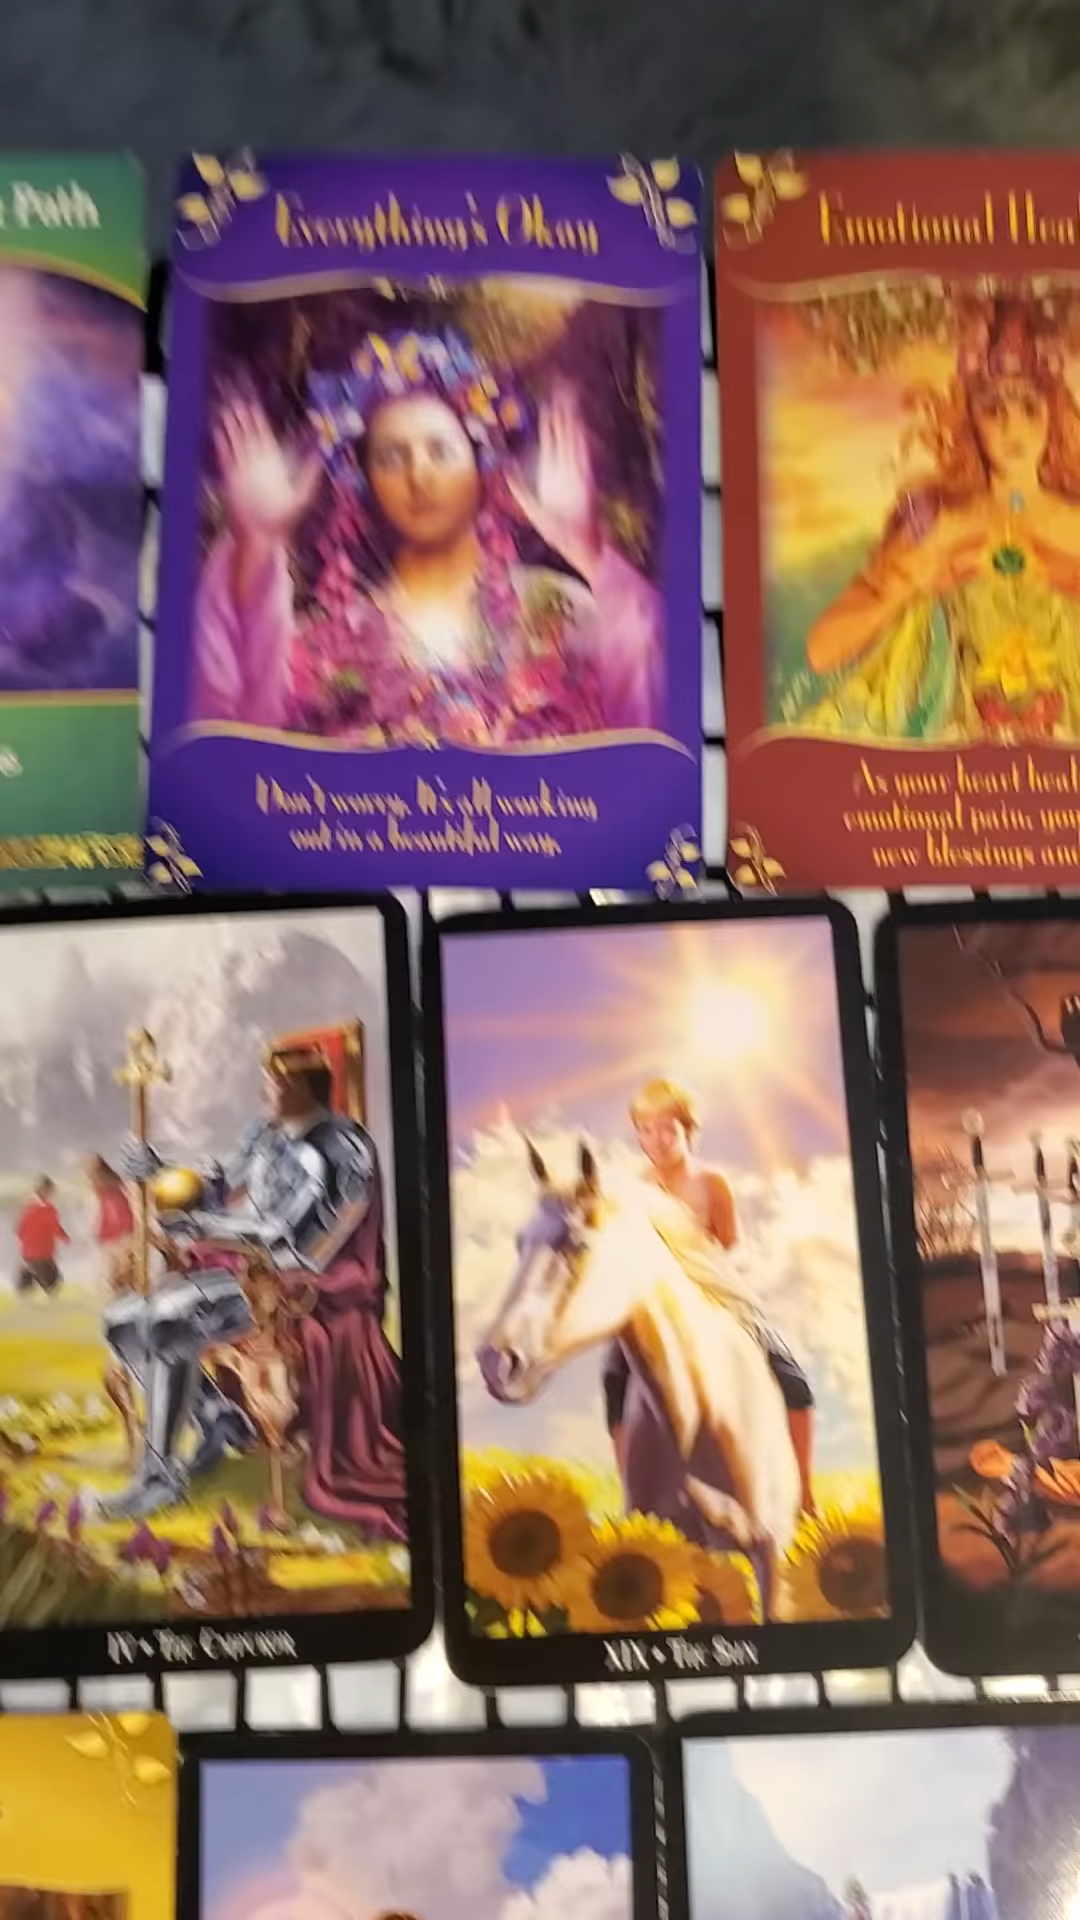 Path
Everything's Okay
Emotional Hea
Don't worry. It's all working
out in a beautiful way.
As your heart heal
emotional pain, you
new blessings and
IV • The Emperor
XIX • The Sun